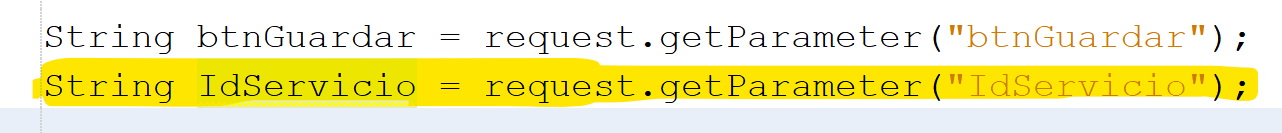 String btnGuardar = request.getParameter("btnGuardar");
String IdServicio = request.getParameter("IdServicio");